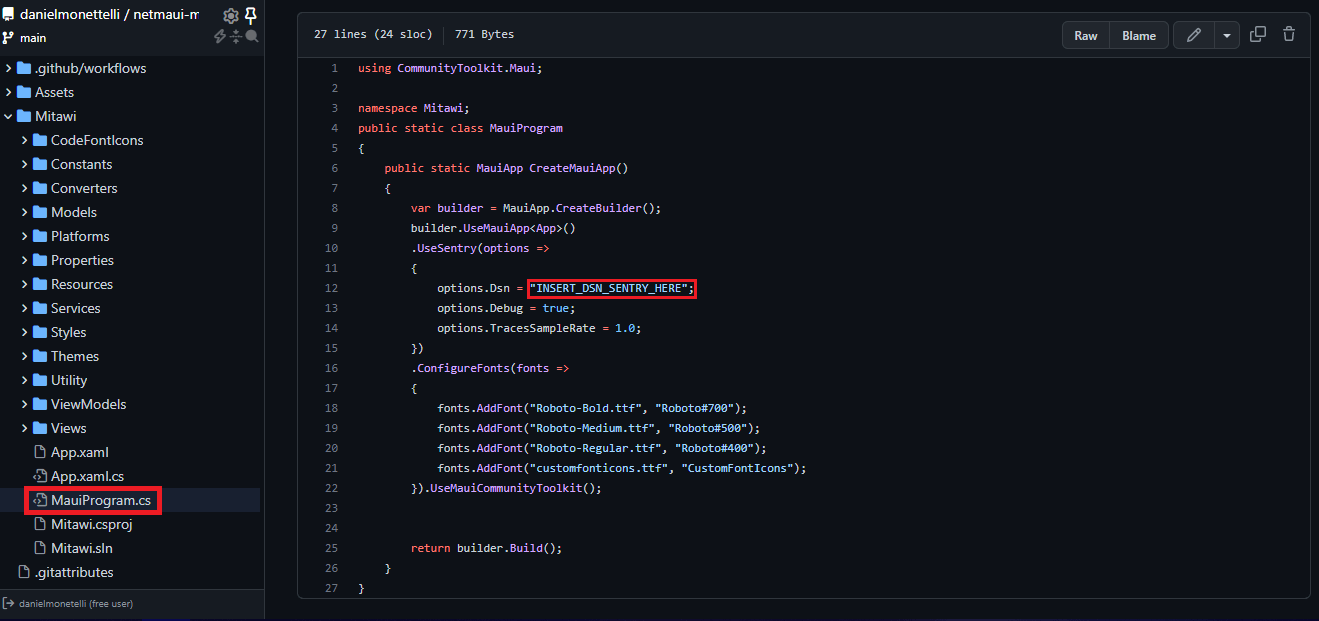 danielmonettelli / netmaui-m
main
.github/workflows
Assets
Mitawi
CodeFontIcons
Constants
Converters
Models
Platforms
Properties
Resources
Services
Styles
Themes
Utility
ViewModels
Views
App.xaml
App.xaml.cs
MauiProgram.cs
Mitawi.csproj
Mitawi.sln
.gitattributes
danielmonetelli (free user)
27 lines (24 sloc) 771 Bytes
Raw Blame
1 using CommunityToolkit.Maui;
2
3 namespace Mitawi;
4 public static class MauiProgram
5 {
6 public static MauiApp CreateMauiApp()
7 {
8 var builder = MauiApp.CreateBuilder();
9 builder.UseMauiApp<App>()
10 .UseSentry(options =>
11 {
12 options.Dsn = "INSERT_DSN_SENTRY_HERE";
13 options.Debug = true;
14 options.TracesSampleRate = 1.0;
15 })
16 .ConfigureFonts(fonts =>
17 {
18 fonts.AddFont("Roboto-Bold.ttf", "Roboto#700");
19 fonts.AddFont("Roboto-Medium.ttf", "Roboto#500");
20 fonts.AddFont("Roboto-Regular.ttf", "Roboto#400");
21 fonts.AddFont("customfonticons.ttf", "CustomFontIcons");
22 }).UseMauiCommunityToolkit();
23
24
25 return builder.Build();
26 }
27 }